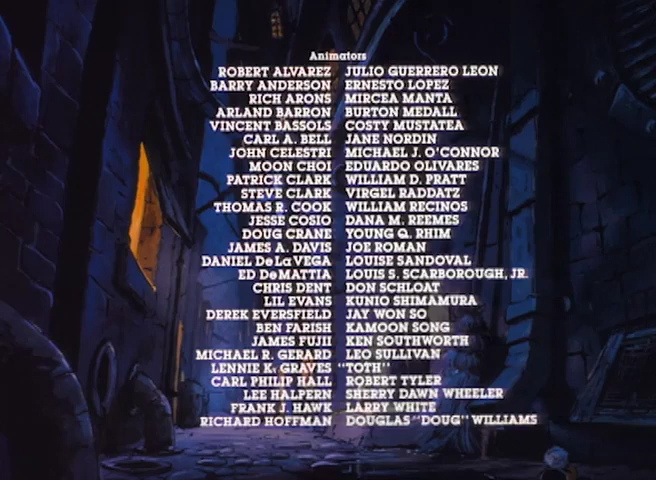 Animators
ROBERT ALVAREZ JULIO GUERRERO LEON
BARRY ANDERSON ERNESTO LOPEZ
RICH ARONS MIRCEA MANTA
ARLAND BARRON BURTON MEDALL
VINCENT BASSOLS COSTY MUSTATEA
CARL A. BELL JANE NORDIN
JOHN CELESTRI MICHAEL J. O'CONNOR
MOON CHOI EDUARDO OLIVARES
PATRICK CLARK WILLIAM D. PRATT
STEVE CLARK VIRGEL RADDATZ
THOMAS R. COOK WILLIAM RECINOS
JESSE COSIO DANA M. REEMES
DOUG CRANE YOUNG Q. RHIM
JAMES A. DAVIS JOE ROMAN
DANIEL DeLaVEGA LOUISE SANDOVAL
ED DeMATTIA LOUIS S. SCARBOROUGH, JR.
CHRIS DENT DON SCHLOAT
LIL EVANS KUNIO SHIMAMURA
DEREK EVERSFIELD JAY WON SO
BEN FARISH KAMOON SONG
JAMES FUJII KEN SOUTHWORTH
MICHAEL R. GERARD LEO SULLIVAN
LENNIE K. GRAVES "TOTH"
CARL PHILIP HALL ROBERT TYLER
LEE HALPERN SHERRY DAWN WHEELER
FRANK J. HAWK LARRY WHITE
RICHARD HOFFMAN DOUGLAS "DOUG" WILLIAMS